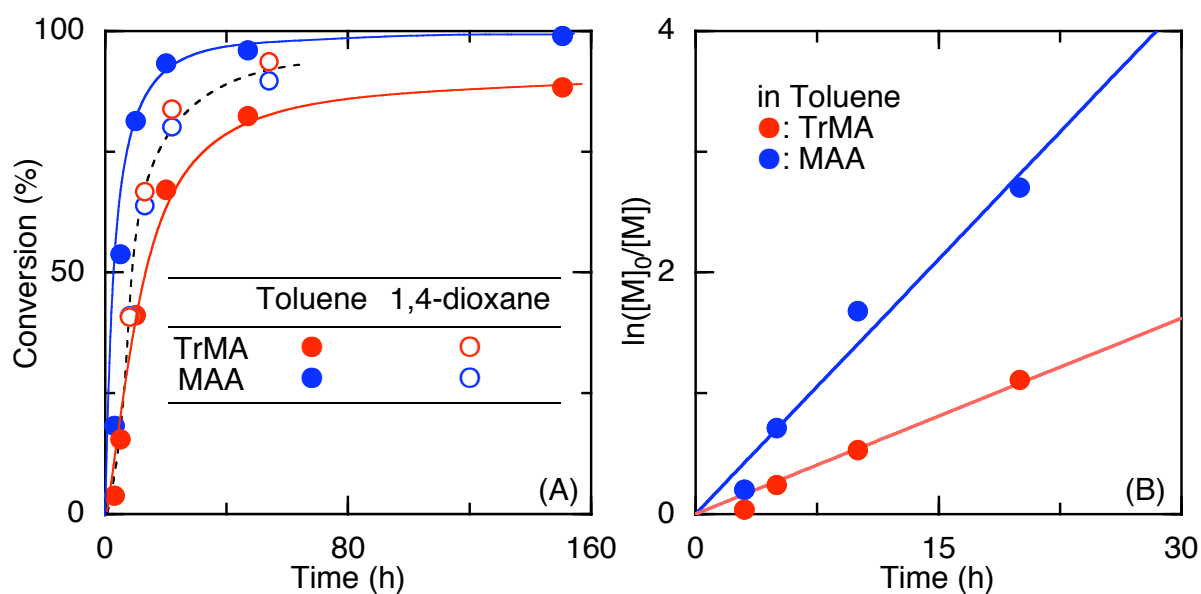 100
50
0
Conversion (%)
0
80
160
Time (h)
Toluene 1,4-dioxane
TrMA
MAA
(A)
4
2
0
ln([M]0/[M])
0
15
30
Time (h)
in Toluene
: TrMA
: MAA
(B)